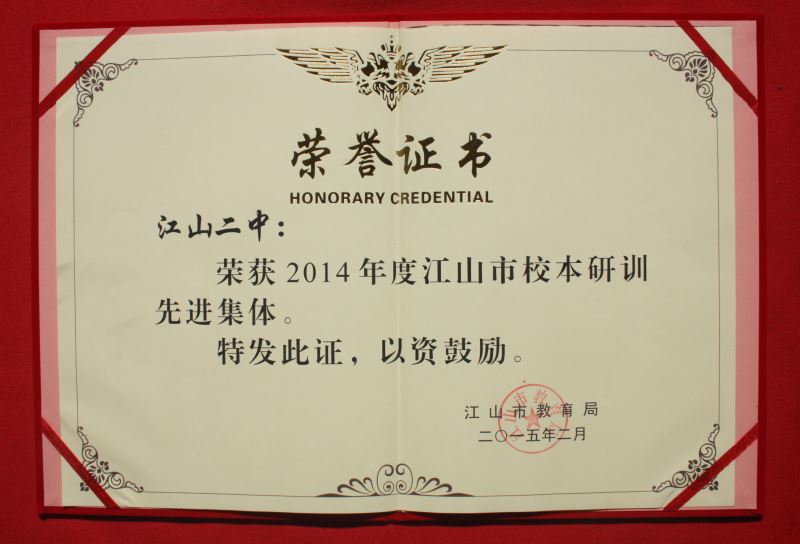 荣誉证书
HONORARY CREDENTIAL
江山二中：
荣获2014年度江山市校本研训
先进集体。
特发此证，以资鼓励。
江山市教育局
二〇一五年二月